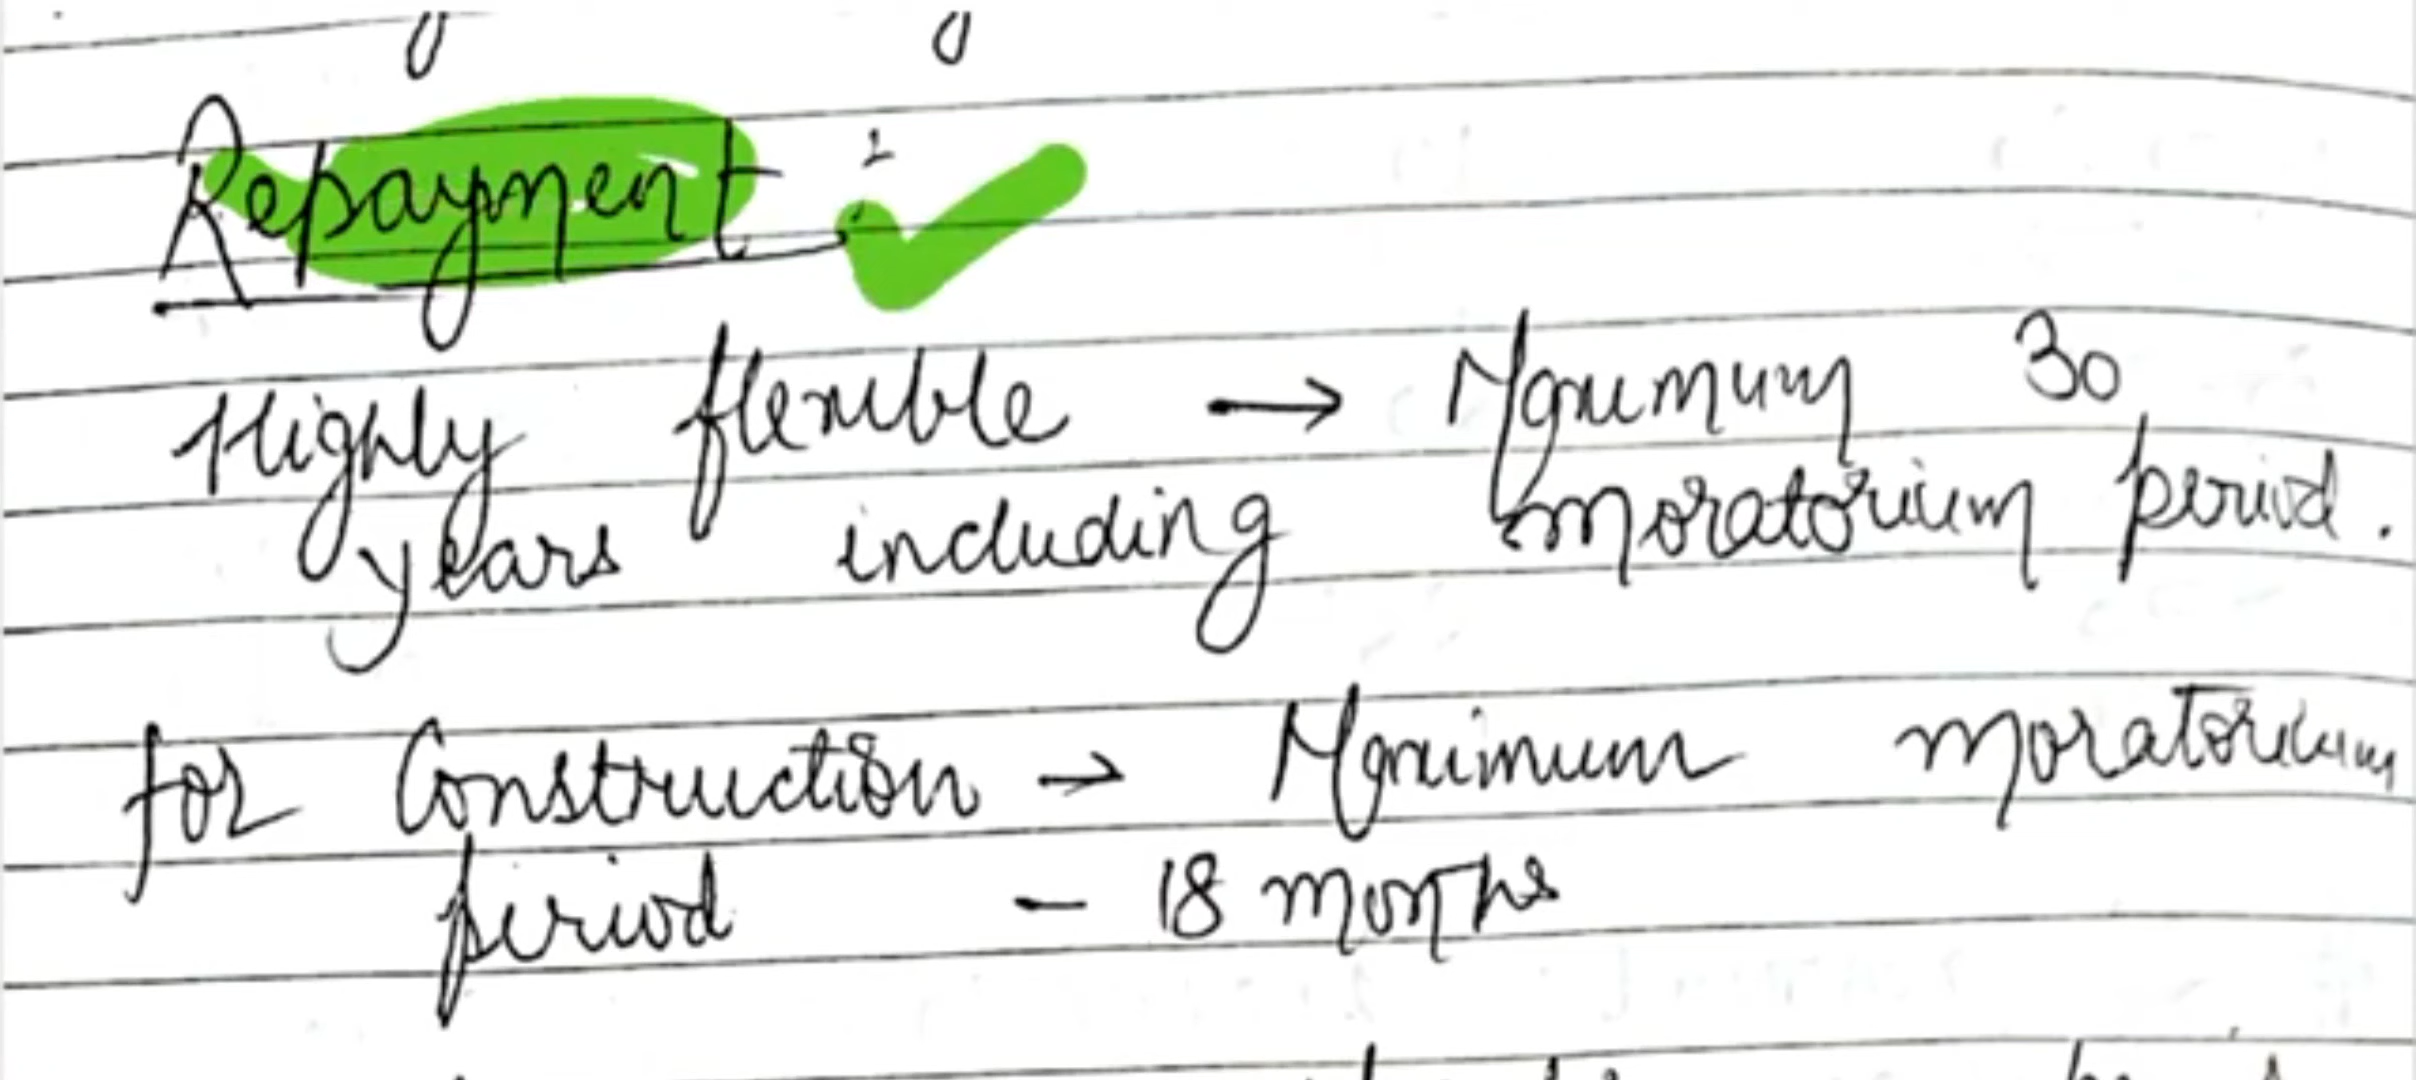 Repayment :
Highly flexible → Maximum 30
years including moratorium period.
for Construction → Maximum moratorium
period - 18 months